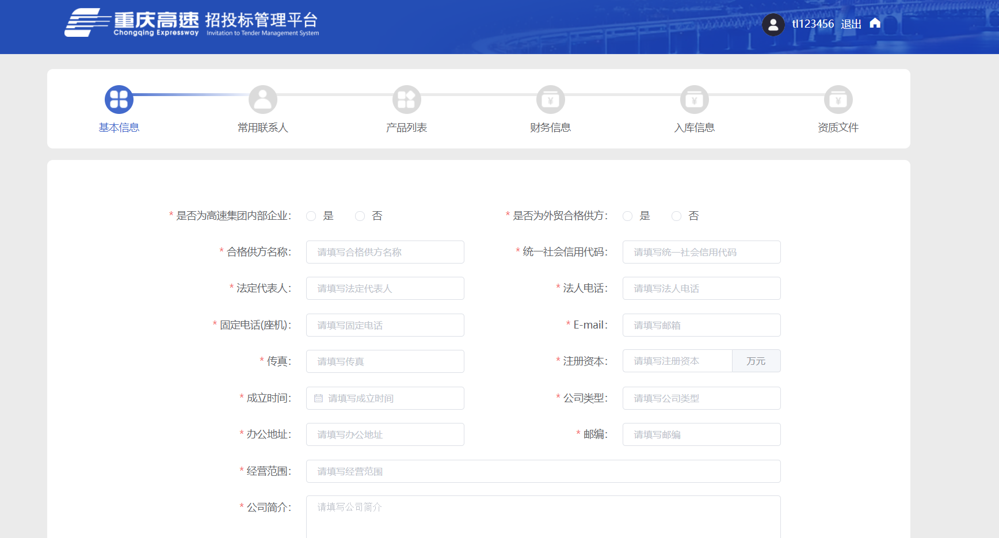 重庆高速 招投标管理平台
Chongqing Expressway Invitation to Tender Management System
tl123456 退出
基本信息 常用联系人 产品列表 财务信息 入库信息 资质文件
¥ ¥ ¥
* 是否为高速集团内部企业: 是 否 * 是否为外贸合格供方: 是 否
* 合格供方名称: 请填写合格供方名称 * 统一社会信用代码: 请填写统一社会信用代码
* 法定代表人: 请填写法定代表人 * 法人电话: 请填写法人电话
* 固定电话(座机): 请填写固定电话 * E-mail: 请填写邮箱
* 传真: 请填写传真 * 注册资本: 请填写注册资本 万元
* 成立时间: 请填写成立时间 * 公司类型: 请填写公司类型
* 办公地址: 请填写办公地址 * 邮编: 请填写邮编
* 经营范围: 请填写经营范围
* 公司简介: 请填写公司简介